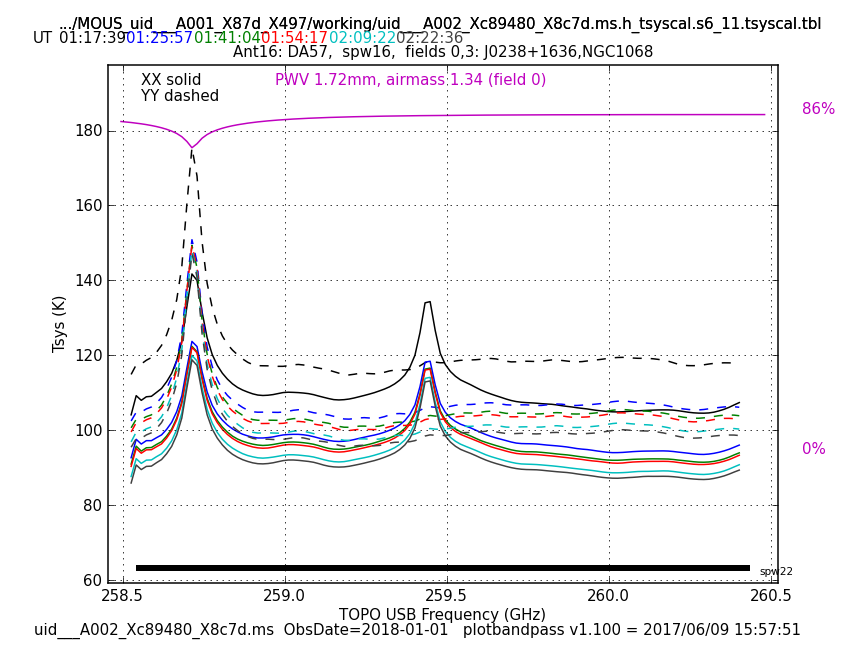 .../MOUS_uid___A001_X87d_X497/working/uid___A002_Xc89480_X8c7d.ms.h_tsyscal.s6_11.tsyscal.tbl
UT 01:17:39 01:25:57 01:41:04 01:54:17 02:09:22 02:22:36
Ant16: DA57, spw16, fields 0,3: J0238+1636,NGC1068
XX solid PWV 1.72mm, airmass 1.34 (field 0)
YY dashed
86%
180
160
140
120
100
80
60
Tsys (K)
0%
spw22
258.5 259.0 259.5 260.0 260.5
TOPO USB Frequency (GHz)
uid___A002_Xc89480_X8c7d.ms ObsDate=2018-01-01 plotbandpass v1.100 = 2017/06/09 15:57:51